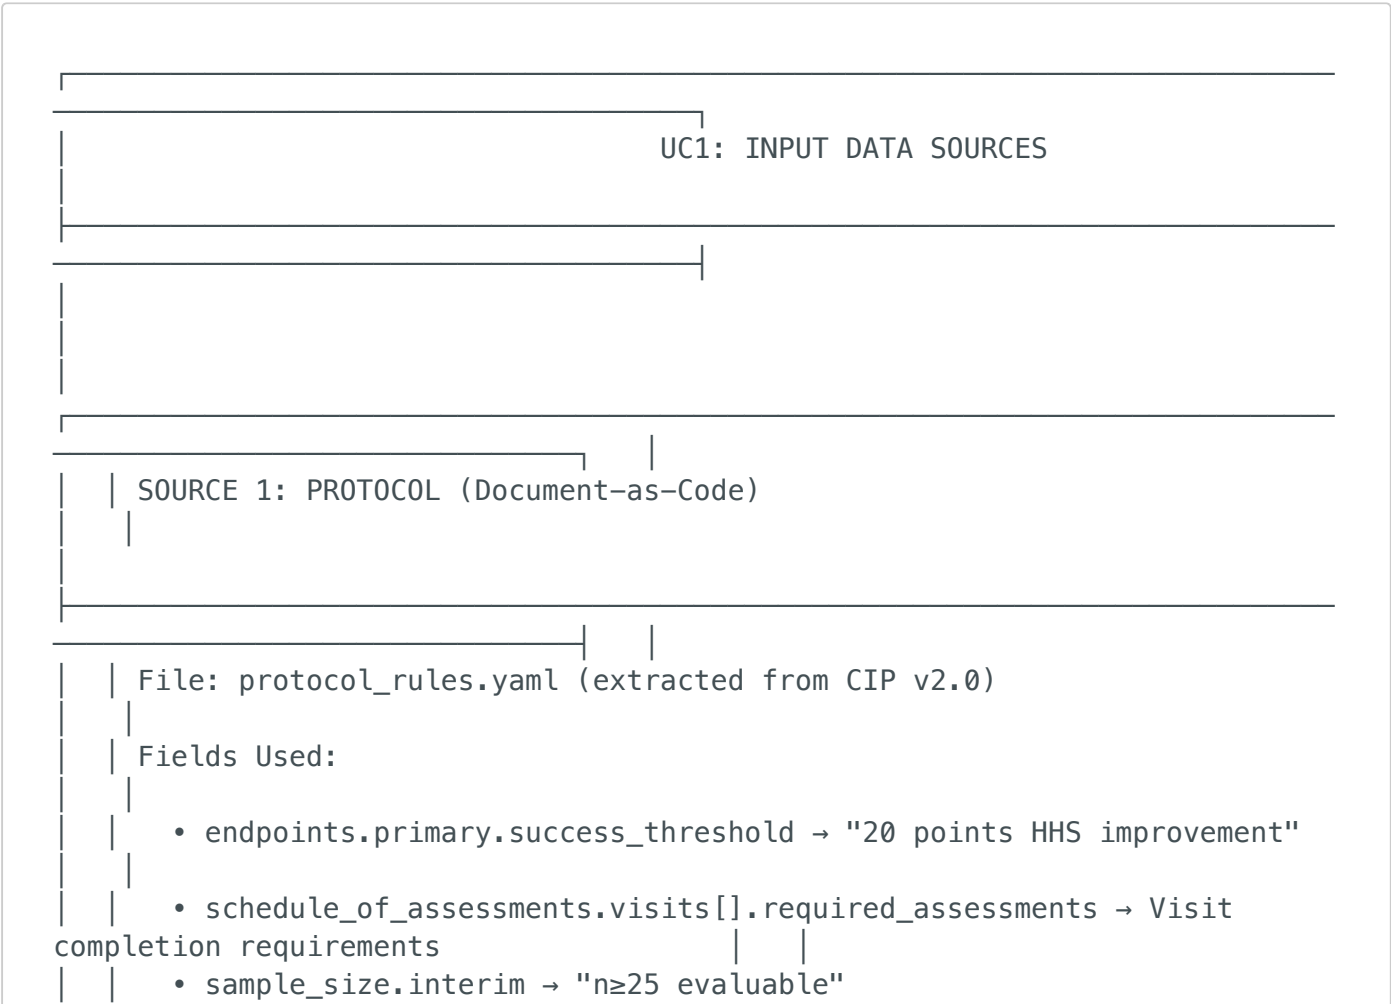 UC1: INPUT DATA SOURCES
SOURCE 1: PROTOCOL (Document-as-Code)
File: protocol_rules.yaml (extracted from CIP v2.0)
Fields Used:
• endpoints.primary.success_threshold → "20 points HHS improvement"
• schedule_of_assessments.visits[].required_assessments → Visit
completion requirements
• sample_size.interim → "n≥25 evaluable"